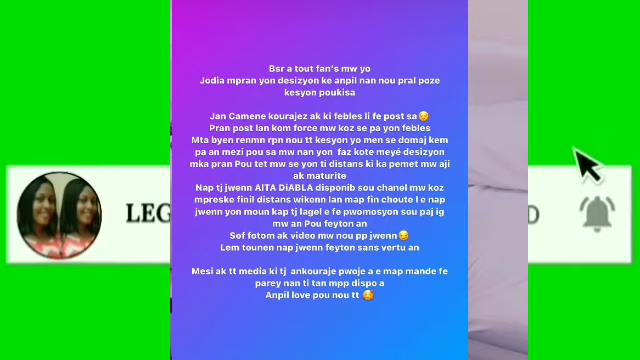 Bsr a tout fan's mw yo
Jodia mpran yon desizyon ke anpil nan nou pral poze
kesyon poukisa
Jan Camene kourajez ak ki febles li fe post sa😥
Pran post lan kom force mw koz se pa yon febles
Mta byen renmn rpn nou tt kesyon yo men se domaj kem
pa an mezi pou sa mw nan yon faz kote meyé desizyon
mka pran Pou tet mw se yon ti distans ki ka pemet mw aji
ak maturite
Nap tj jwenn AlTA DiABLA disponib sou chanel mw koz
mpreske finil distans wikenn lan map fin choute l e nap
jwenn yon moun kap tj lagel e fe pwomosyon sou paj ig
mw an Pou feyton an
Sof fotom ak video mw nou pp jwenn😏
Lem tounen nap jwenn feyton sans vertu an
Mesi ak tt media ki tj ankouraje pwoje a e map mande fe
parey nan ti tan mpp dispo a
Anpil love pou nou tt 🥰
LEG
D